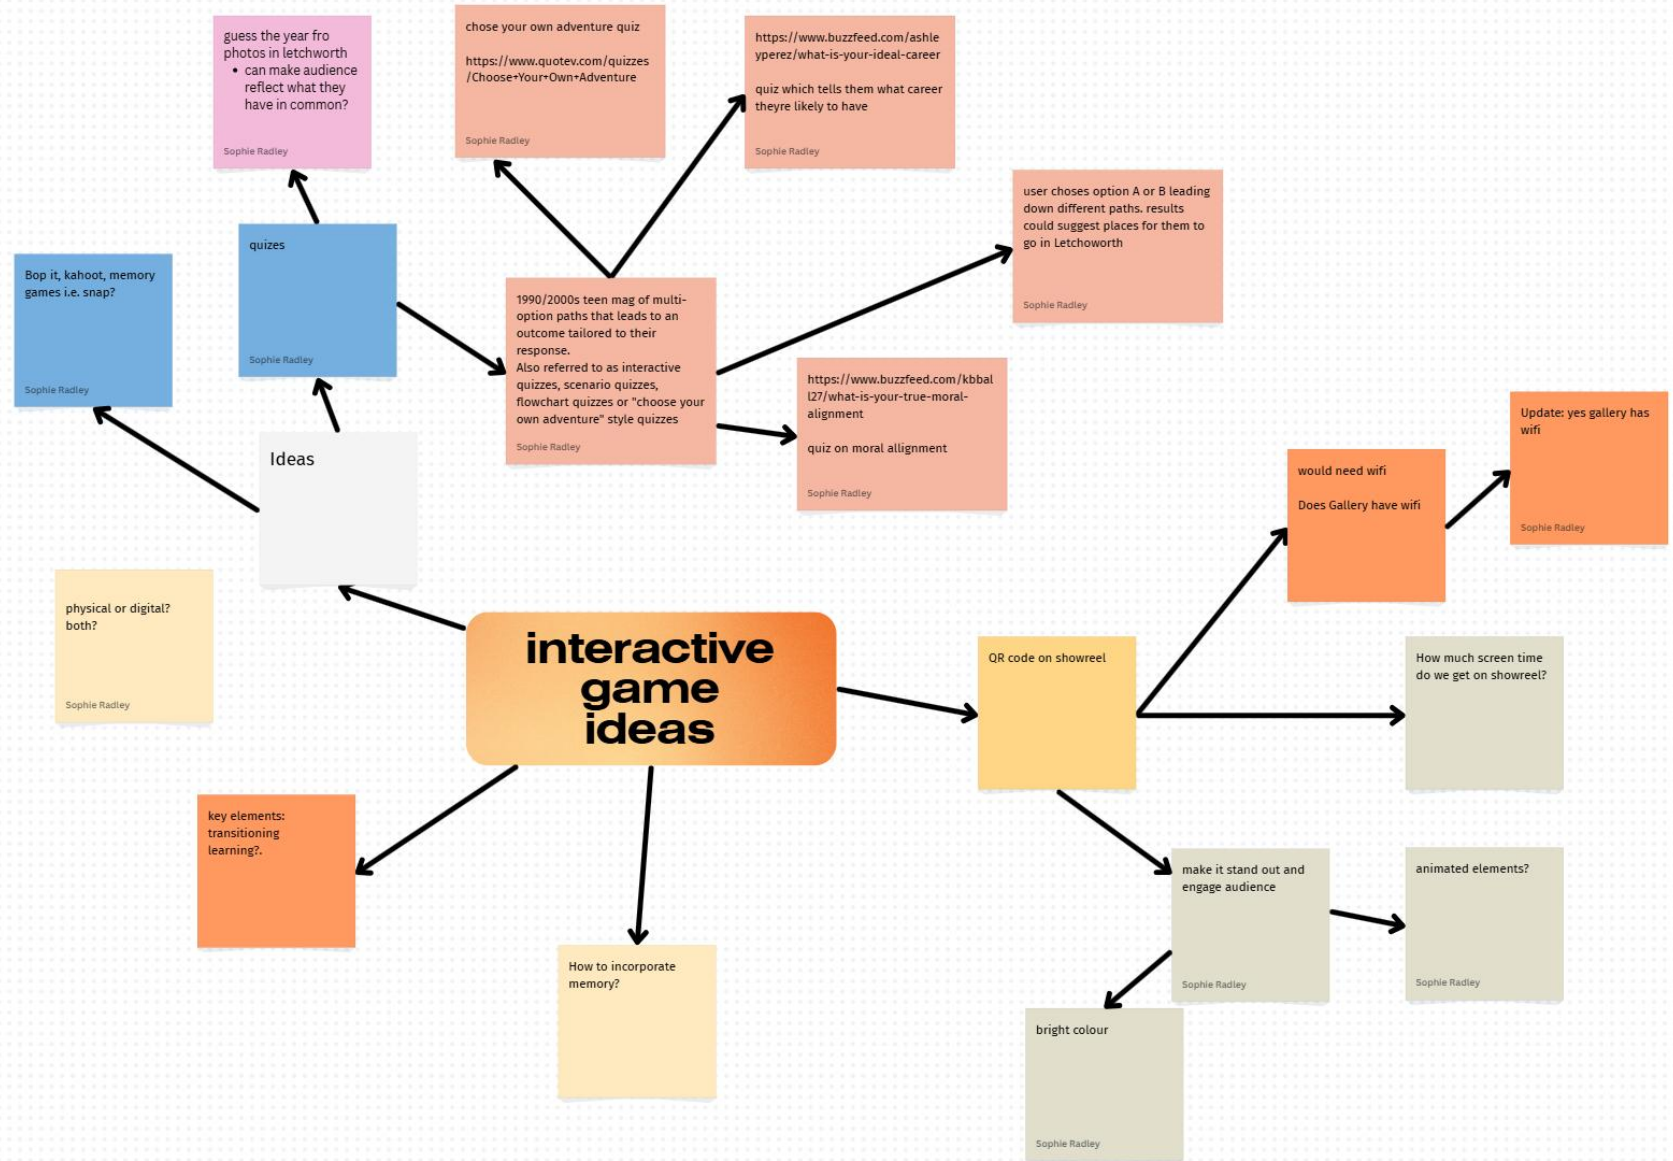 guess the year fro
photos in letchworth
• can make audience
reflect what they
have in common?
Sophie Radley
chose your own adventure quiz
https://www.quotev.com/quizzes
/Choose+Your+Own+Adventure
Sophie Radley
https://www.buzzfeed.com/ashle
yperez/what-is-your-ideal-career
quiz which tells them what career
theyre likely to have
Sophie Radley
user choses option A or B leading
down different paths. results
could suggest places for them to
go in Letchoworth
Sophie Radley
quizes
Sophie Radley
Bop it, kahoot, memory
games i.e. snap?
Sophie Radley
1990/2000s teen mag of multi-
option paths that leads to an
outcome tailored to their
response.
Also referred to as interactive
quizzes, scenario quizzes,
flowchart quizzes or "choose your
own adventure" style quizzes
Sophie Radley
https://www.buzzfeed.com/kbbal
l27/what-is-your-true-moral-
alignment
quiz on moral allignment
Sophie Radley
Update: yes gallery has
wifi
Sophie Radley
would need wifi
Does Gallery have wifi
Ideas
physical or digital?
both?
Sophie Radley
interactive
game
ideas
QR code on showreel
How much screen time
do we get on showreel?
key elements:
transitioning
learning?.
make it stand out and
engage audience
Sophie Radley
animated elements?
Sophie Radley
How to incorporate
memory?
bright colour
Sophie Radley